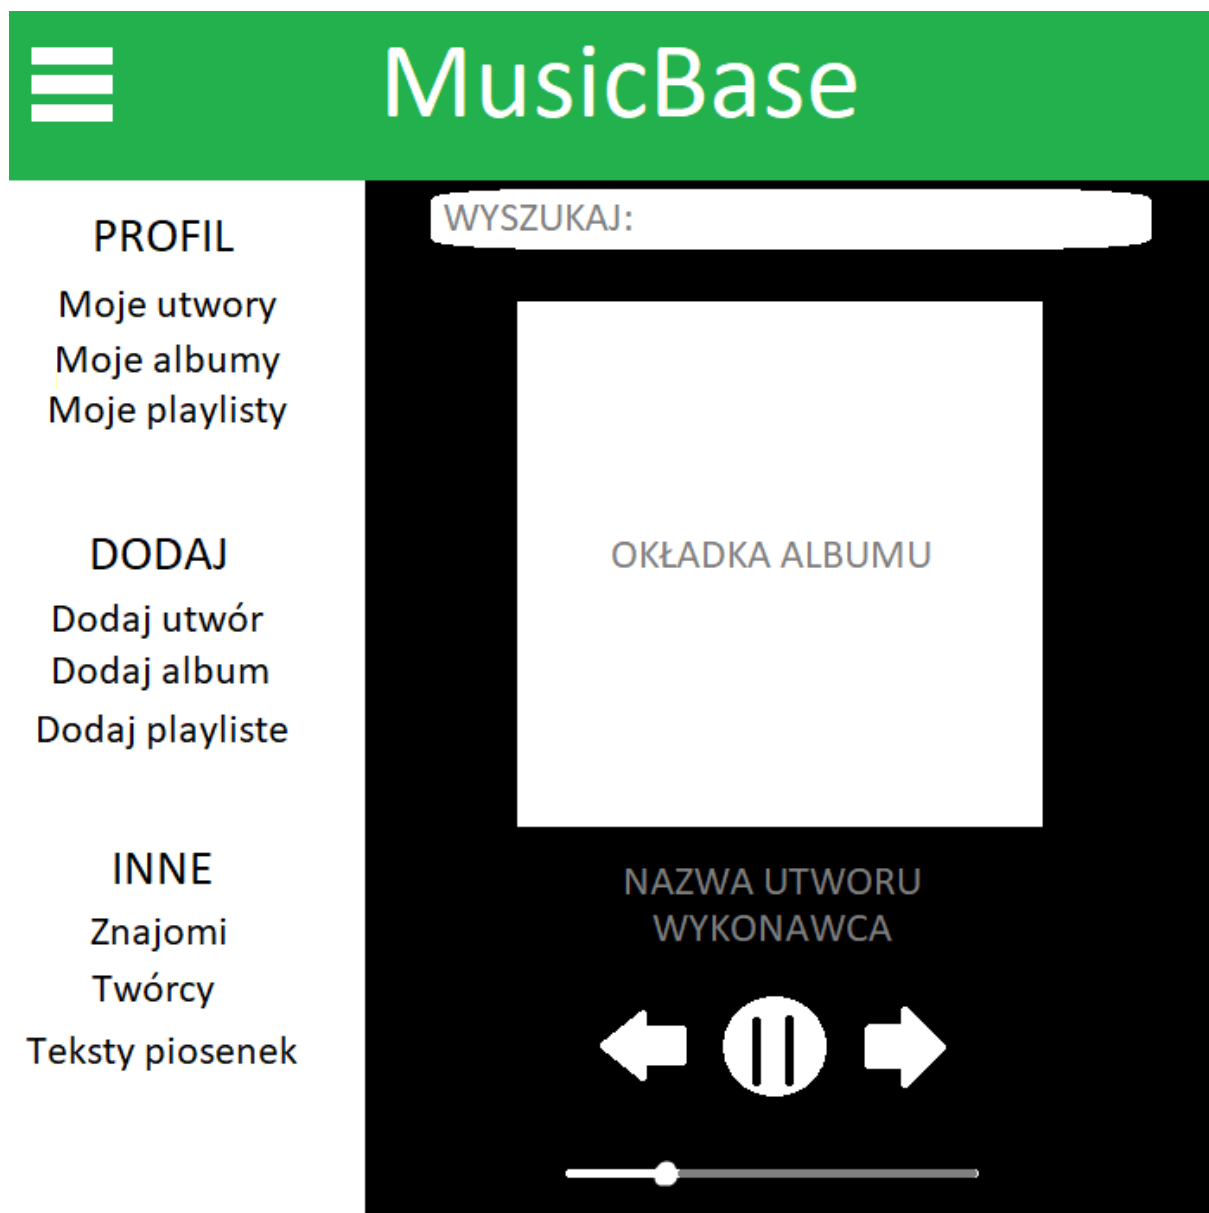 MusicBase
PROFIL
Moje utwory
Moje albumy
Moje playlisty
DODAJ
Dodaj utwór
Dodaj album
Dodaj playliste
INNE
Znajomi
Twórcy
Teksty piosenek
WYSZUKAJ:
OKŁADKA ALBUMU
NAZWA UTWORU
WYKONAWCA